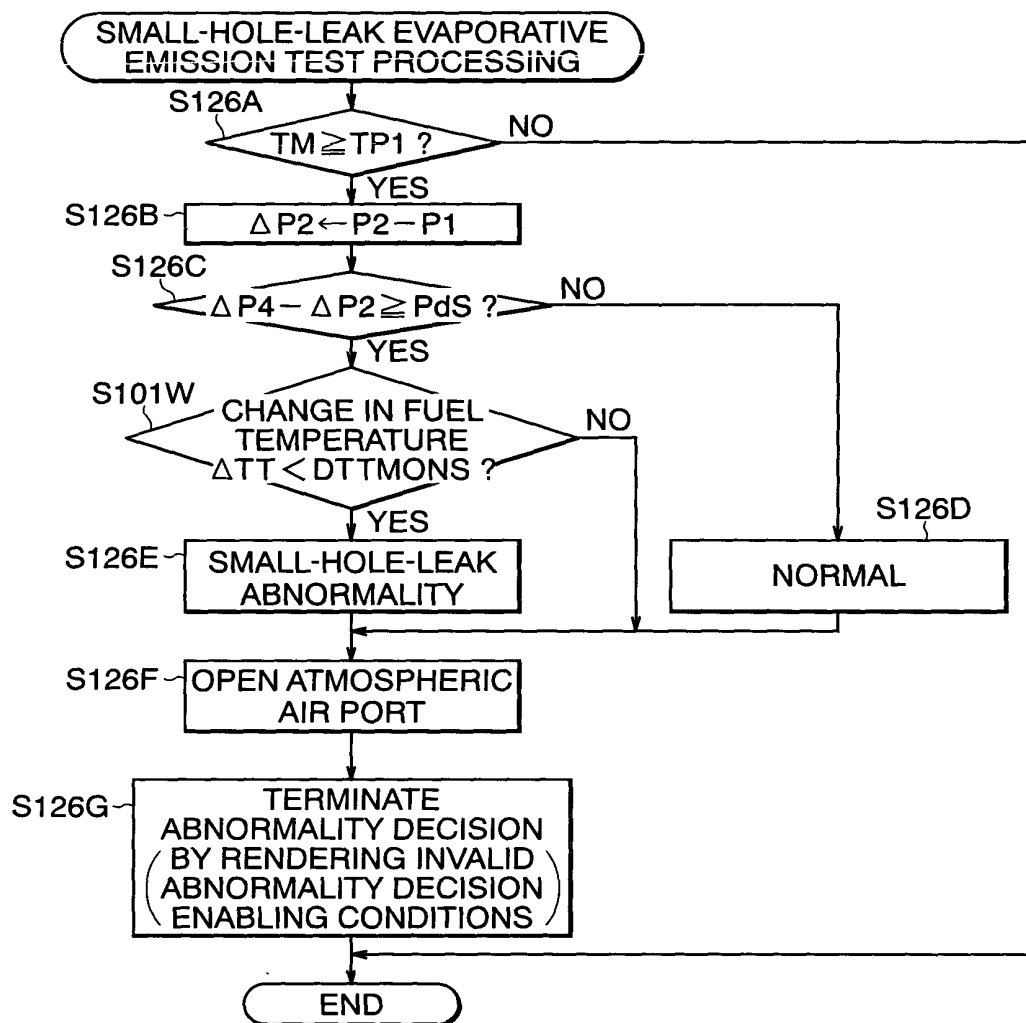 SMALL-HOLE-LEAK EVAPORATIVE
EMISSION TEST PROCESSING
S126A
TM≧TP1 ?
NO
YES
S126B
ΔP2←P2−P1
S126C
ΔP4−ΔP2≧PdS ?
NO
YES
S101W
CHANGE IN FUEL
TEMPERATURE
ΔTT<DTTMONS ?
NO
YES
S126D
NORMAL
S126E
SMALL-HOLE-LEAK
ABNORMALITY
S126F
OPEN ATMOSPHERIC
AIR PORT
S126G
TERMINATE
ABNORMALITY DECISION
(BY RENDERING INVALID
ABNORMALITY DECISION
ENABLING CONDITIONS)
END